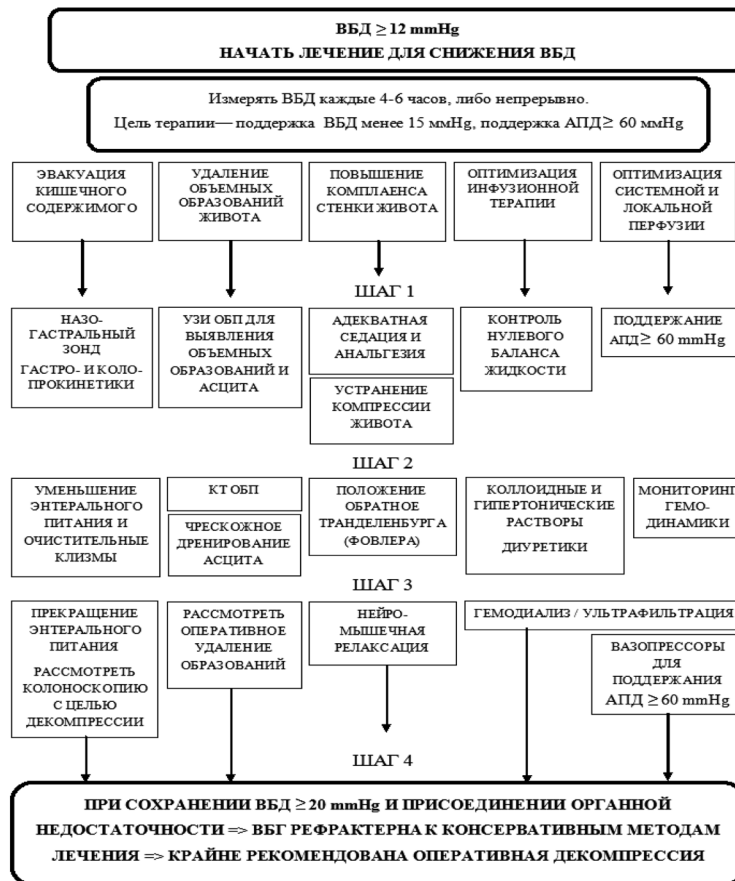 ВБД ≥ 12 mmHg
НАЧАТЬ ЛЕЧЕНИЕ ДЛЯ СНИЖЕНИЯ ВБД
Измерять ВБД каждые 4-6 часов, либо непрерывно.
Цель терапии— поддержка ВБД менее 15 ммHg, поддержка АПД≥ 60 ммHg
ЭВАКУАЦИЯ
КИШЕЧНОГО
СОДЕРЖИМОГО
УДАЛЕНИЕ
ОБЪЕМНЫХ
ОБРАЗОВАНИЙ
ЖИВОТА
ПОВЫШЕНИЕ
КОМПЛАЕНСА
СТЕНКИ ЖИВОТА
ОПТИМИЗАЦИЯ
ИНФУЗИОННОЙ
ТЕРАПИИ
ОПТИМИЗАЦИЯ
СИСТЕМНОЙ И
ЛОКАЛЬНОЙ
ПЕРФУЗИИ
ШАГ 1
НАЗО-
ГАСТРАЛЬНЫЙ
ЗОНД
ГАСТРО- И КОЛО-
ПРОКИНЕТИКИ
УЗИ ОБП ДЛЯ
ВЫЯВЛЕНИЯ
ОБЪЕМНЫХ
ОБРАЗОВАНИЙ И
АСЦИТА
АДЕКВАТНАЯ
СЕДАЦИЯ И
АНАЛЬГЕЗИЯ
УСТРАНЕНИЕ
КОМПРЕССИИ
ЖИВОТА
КОНТРОЛЬ
НУЛЕВОГО
БАЛАНСА
ЖИДКОСТИ
ПОДДЕРЖАНИЕ
АПД≥ 60 mmHg
ШАГ 2
УМЕНЬШЕНИЕ
ЭНТЕРАЛЬНОГО
ПИТАНИЯ И
ОЧИСТИТЕЛЬНЫЕ
КЛИЗМЫ
КТ ОБП
ЧРЕСКОЖНОЕ
ДРЕНИРОВАНИЕ
АСЦИТА
ПОЛОЖЕНИЕ
ОБРАТНОЕ
ТРАНДЕЛЕНБУРГА
(ФОВЛЕРА)
КОЛЛОИДНЫЕ И
ГИПЕРТОНИЧЕСКИЕ
РАСТВОРЫ
ДИУРЕТИКИ
МОНИТОРИНГ
ГЕМО-
ДИНАМИКИ
ШАГ 3
ПРЕКРАЩЕНИЕ
ЭНТЕРАЛЬНОГО
ПИТАНИЯ
РАССМОТРЕТЬ
КОЛОНОСКОПИЮ
С ЦЕЛЬЮ
ДЕКОМПРЕССИИ
РАССМОТРЕТЬ
ОПЕРАТИВНОЕ
УДАЛЕНИЕ
ОБРАЗОВАНИЙ
НЕЙРО-
МЫШЕЧНАЯ
РЕЛАКСАЦИЯ
ГЕМОДИАЛИЗ / УЛЬТРАФИЛЬТРАЦИЯ
ВАЗОПРЕССОРЫ
ДЛЯ
ПОДДЕРЖАНИЯ
АПД ≥ 60 mmHg
ШАГ 4
ПРИ СОХРАНЕНИИ ВБД ≥ 20 mmHg И ПРИСОЕДИНЕНИИ ОРГАННОЙ
НЕДОСТАТОЧНОСТИ => ВБГ РЕФРАКТЕРНА К КОНСЕРВАТИВНЫМ МЕТОДАМ
ЛЕЧЕНИЯ => КРАЙНЕ РЕКОМЕНДОВАНА ОПЕРАТИВНАЯ ДЕКОМПРЕССИЯ